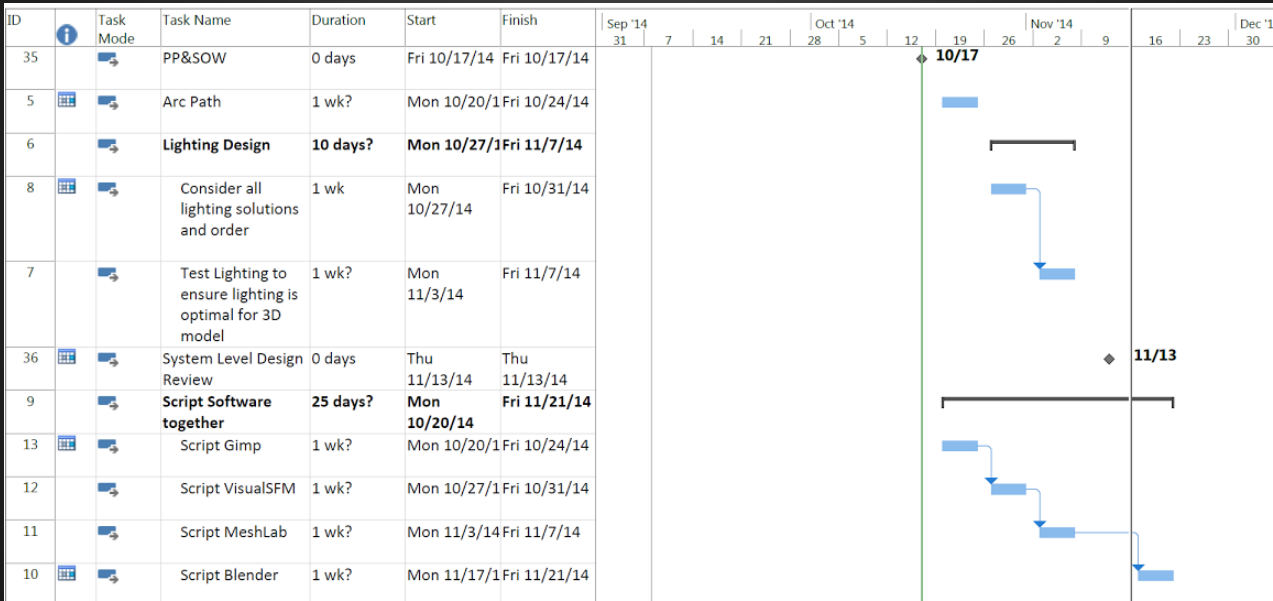 ID Task Mode Task Name Duration Start Finish Sep '14 Oct '14 Nov '14 Dec '1
31 7 14 21 28 5 12 19 26 2 9 16 23 30
35 PP&SOW 0 days Fri 10/17/14 Fri 10/17/14 10/17
5 Arc Path 1 wk? Mon 10/20/1 Fri 10/24/14
6 Lighting Design 10 days? Mon 10/27/1 Fri 11/7/14
8 Consider all 1 wk Mon Fri 10/31/14
lighting solutions 10/27/14
and order
7 Test Lighting to 1 wk? Mon Fri 11/7/14
ensure lighting is 11/3/14
optimal for 3D
model
36 System Level Design 0 days Thu Thu 11/13
Review 11/13/14 11/13/14
9 Script Software 25 days? Mon Fri 11/21/14
together 10/20/14
13 Script Gimp 1 wk? Mon 10/20/1 Fri 10/24/14
12 Script VisualSFM 1 wk? Mon 10/27/1 Fri 10/31/14
11 Script MeshLab 1 wk? Mon 11/3/14 Fri 11/7/14
10 Script Blender 1 wk? Mon 11/17/1 Fri 11/21/14